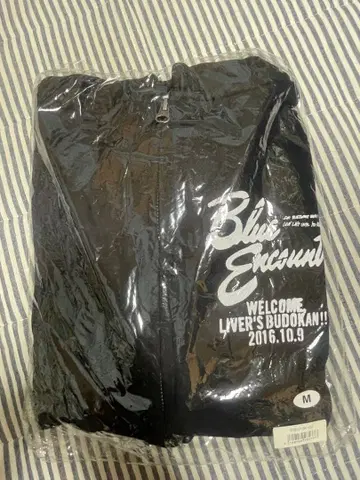 Blue
Encount
WELCOME,
LIVER'S BUDOKAN!!
2016.10.9
M